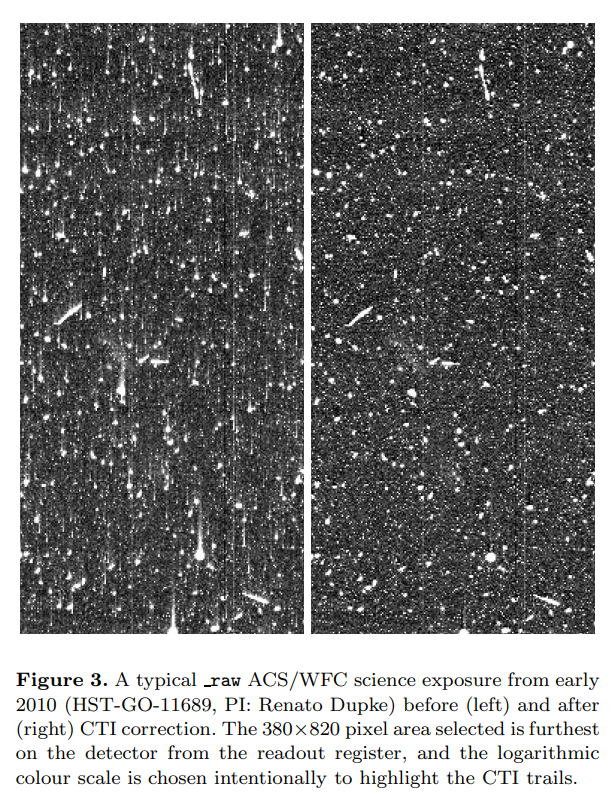 Figure 3. A typical _raw ACS/WFC science exposure from early
2010 (HST-GO-11689, PI: Renato Dupke) before (left) and after
(right) CTI correction. The 380×820 pixel area selected is furthest
on the detector from the readout register, and the logarithmic
colour scale is chosen intentionally to highlight the CTI trails.